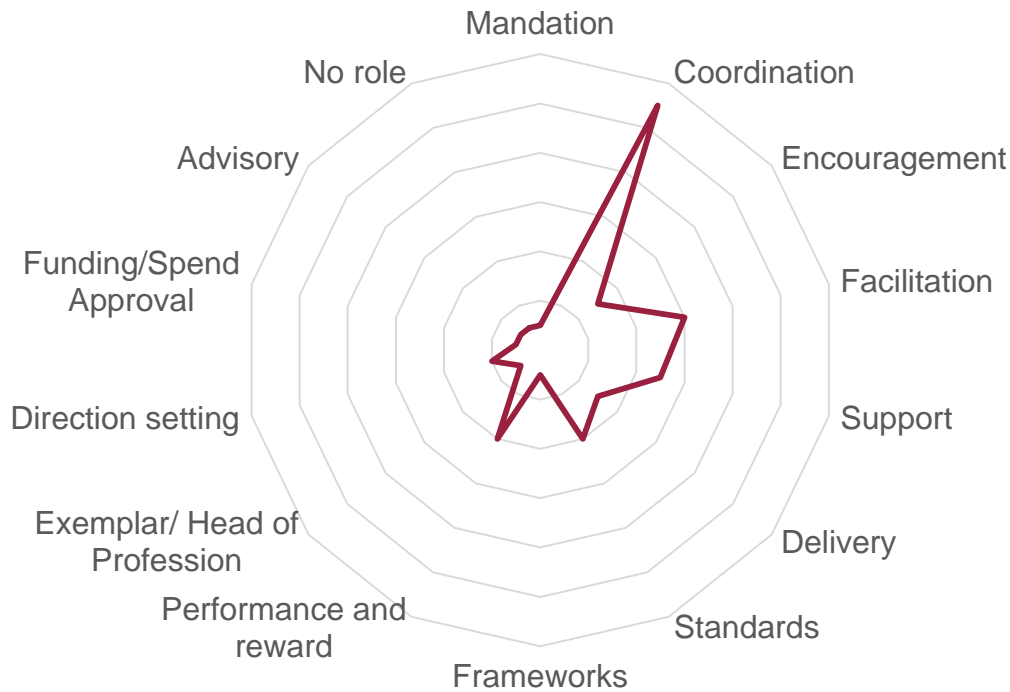 Mandation
Coordination
Encouragement
Facilitation
Support
Delivery
Standards
Frameworks
Performance and
reward
Exemplar/ Head of
Profession
Direction setting
Funding/Spend
Approval
Advisory
No role